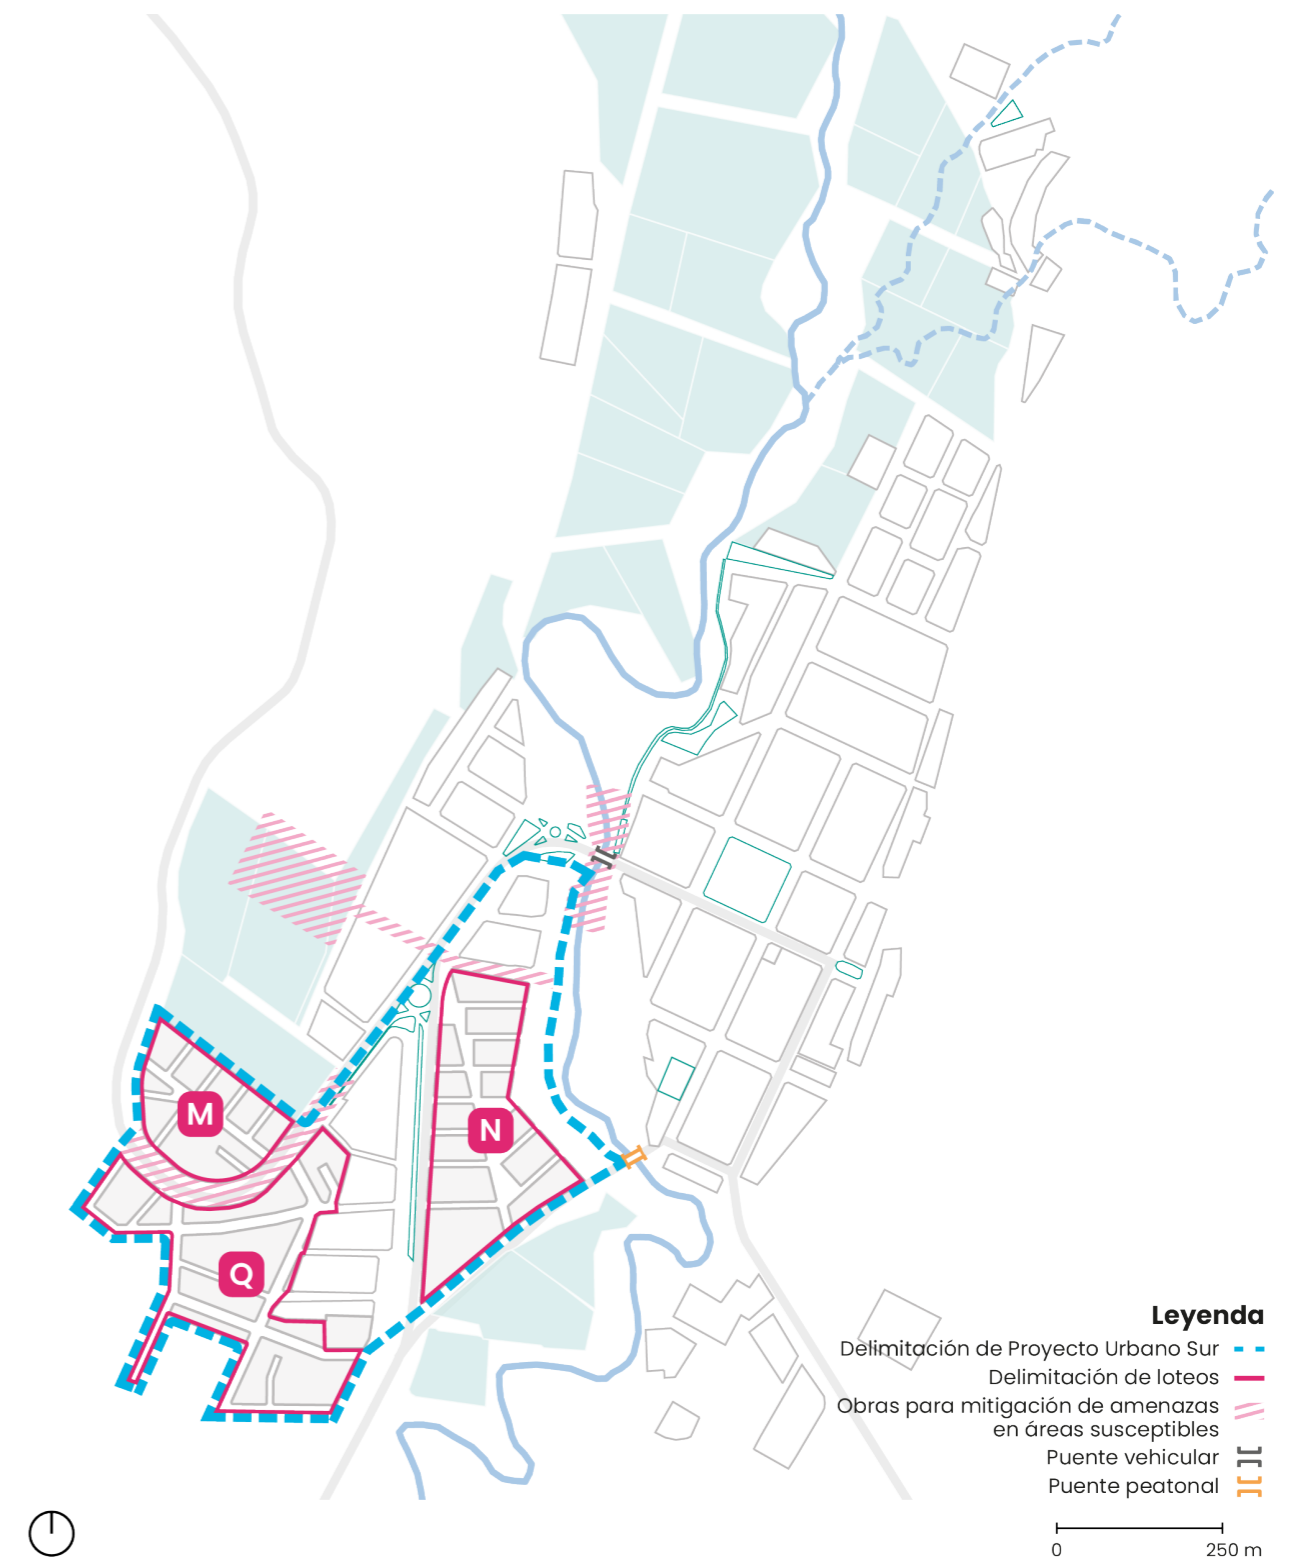 M
N
Q
Leyenda
Delimitación de Proyecto Urbano Sur
Delimitación de loteos
Obras para mitigación de amenazas
en áreas susceptibles
Puente vehicular
Puente peatonal
0 250 m